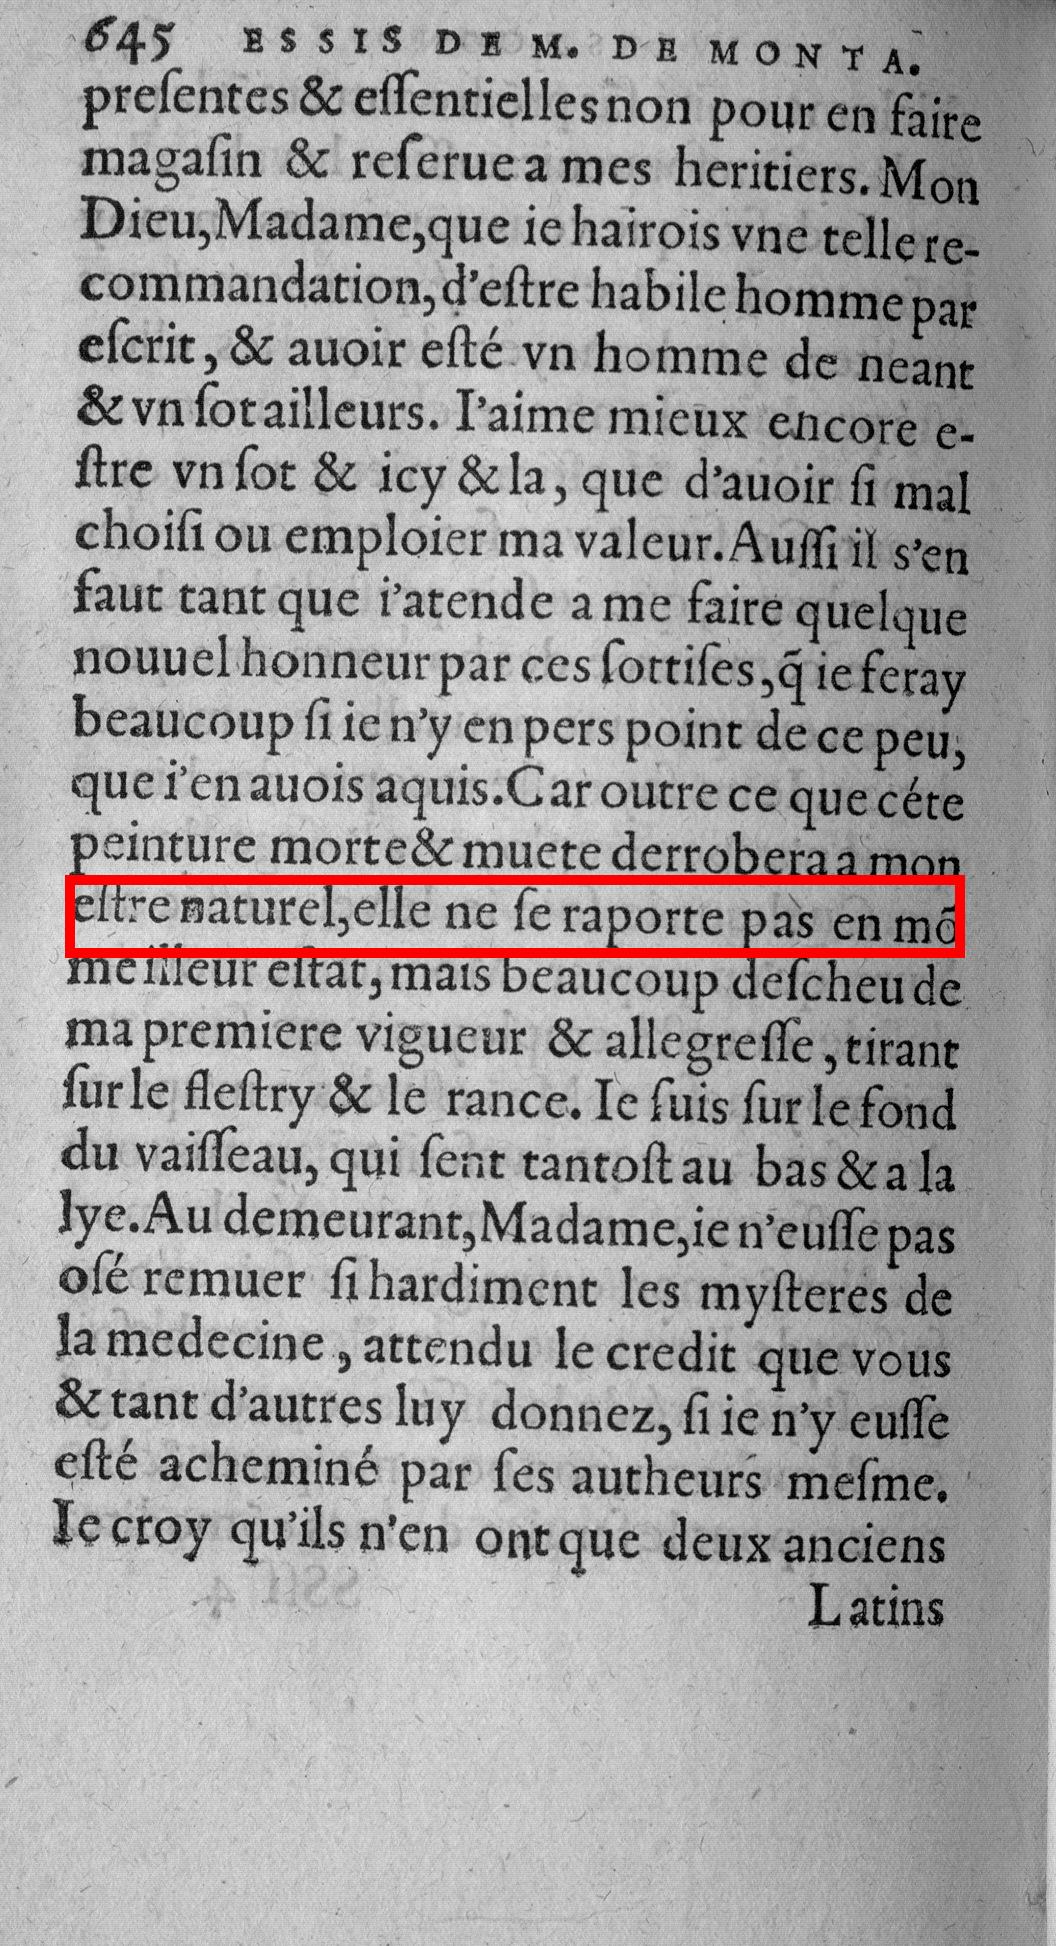 645 ESSIS DE M. DE MONTA.
preſentes & eſſentielles non pour en faire
magaſin & reſerue a mes heritiers. Mon
Dieu, Madame, que ie hairois vne telle re-
commandation, d'eſtre habile homme par
eſcrit, & auoir eſté vn homme de neant
& vn ſot ailleurs. I'aime mieux encore e-
ſtre vn ſot & icy & la, que d'auoir ſi mal
choiſi ou emploier ma valeur. Auſſi il s'en
faut tant que i'atende a me faire quelque
nouuel honneur par ces ſottiſes, q̃ ie feray
beaucoup ſi ie n'y en pers point de ce peu,
que i'en auois aquis. Car outre ce que céte
peinture morte & muete derrobera a mon
eſtre naturel, elle ne ſe raporte pas en mõ
meilleur eſtat, mais beaucoup deſcheu de
ma premiere vigueur & allegreſſe, tirant
ſur le fleſtry & le rance. Ie ſuis ſur le fond
du vaiſſeau, qui ſent tantoſt au bas & a la
lye. Au demeurant, Madame, ie n'euſſe pas
oſé remuer ſi hardiment les myſteres de
la medecine, attendu le credit que vous
& tant d'autres luy donnez, ſi ie n'y euſſe
eſté acheminé par ſes autheurs meſme.
Ie croy qu'ils n'en ont que deux anciens
Latins